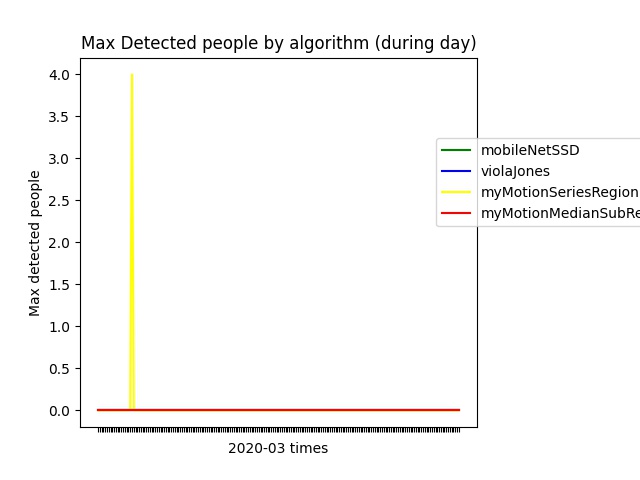 Max Detected people by algorithm (during day)
4.0
3.5
3.0
2.5
2.0
1.5
1.0
0.5
0.0
Max detected people
mobileNetSSD
violaJones
myMotionSeriesRegion
myMotionMedianSubRe
2020-03 times